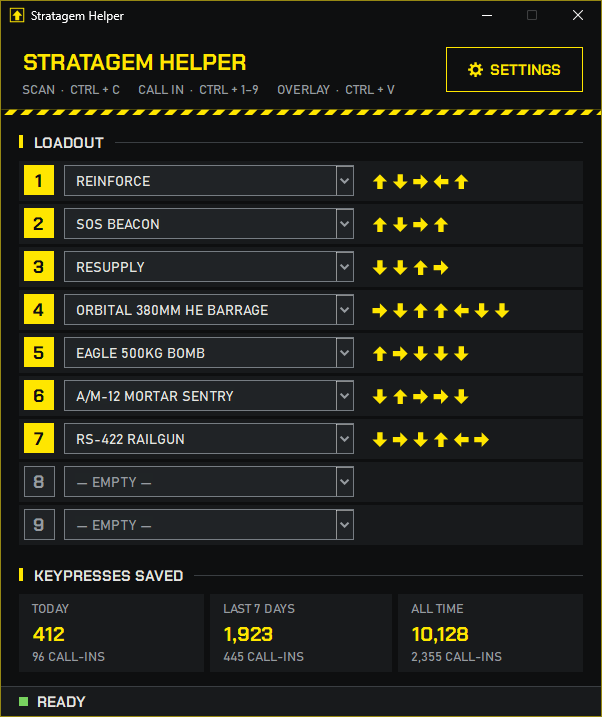 Stratagem Helper
STRATAGEM HELPER
SETTINGS
SCAN · CTRL + C CALL IN · CTRL + 1–9 OVERLAY · CTRL + V
LOADOUT
1 REINFORCE ↑ ↓ → ← ↑
2 SOS BEACON ↑ ↓ → ↑
3 RESUPPLY ↓ ↓ ↑ →
4 ORBITAL 380MM HE BARRAGE → ↓ ↑ ↑ ← ↓ ↓
5 EAGLE 500KG BOMB ↑ → ↓ ↓ ↓
6 A/M-12 MORTAR SENTRY ↓ ↑ → → ↓
7 RS-422 RAILGUN ↓ → ↓ ↑ ← →
8 — EMPTY —
9 — EMPTY —
KEYPRESSES SAVED
TODAY LAST 7 DAYS ALL TIME
412 1,923 10,128
96 CALL-INS 445 CALL-INS 2,355 CALL-INS
READY